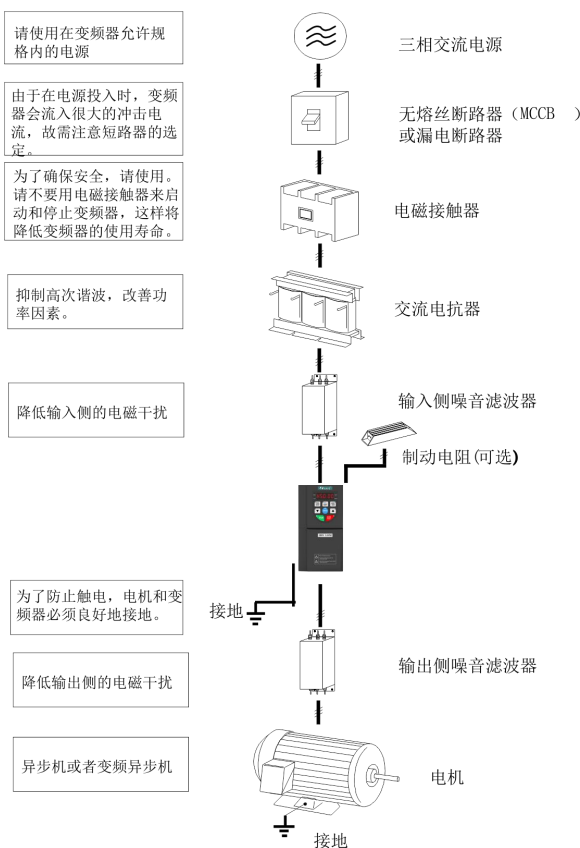 请使用在变频器允许规
格内的电源
三相交流电源
由于在电源投入时，变频
器会流入很大的冲击电
流，故需注意短路器的选
定。
无熔丝断路器（MCCB ）
或漏电断路器
为了确保安全，请使用。
请不要用电磁接触器来启
动和停止变频器，这样将
降低变频器的使用寿命。
电磁接触器
抑制高次谐波，改善功
率因素。
交流电抗器
降低输入侧的电磁干扰
输入侧噪音滤波器
制动电阻(可选)
为了防止触电，电机和变
频器必须良好地接地。
接地
降低输出侧的电磁干扰
输出侧噪音滤波器
异步机或者变频异步机
电机
接地